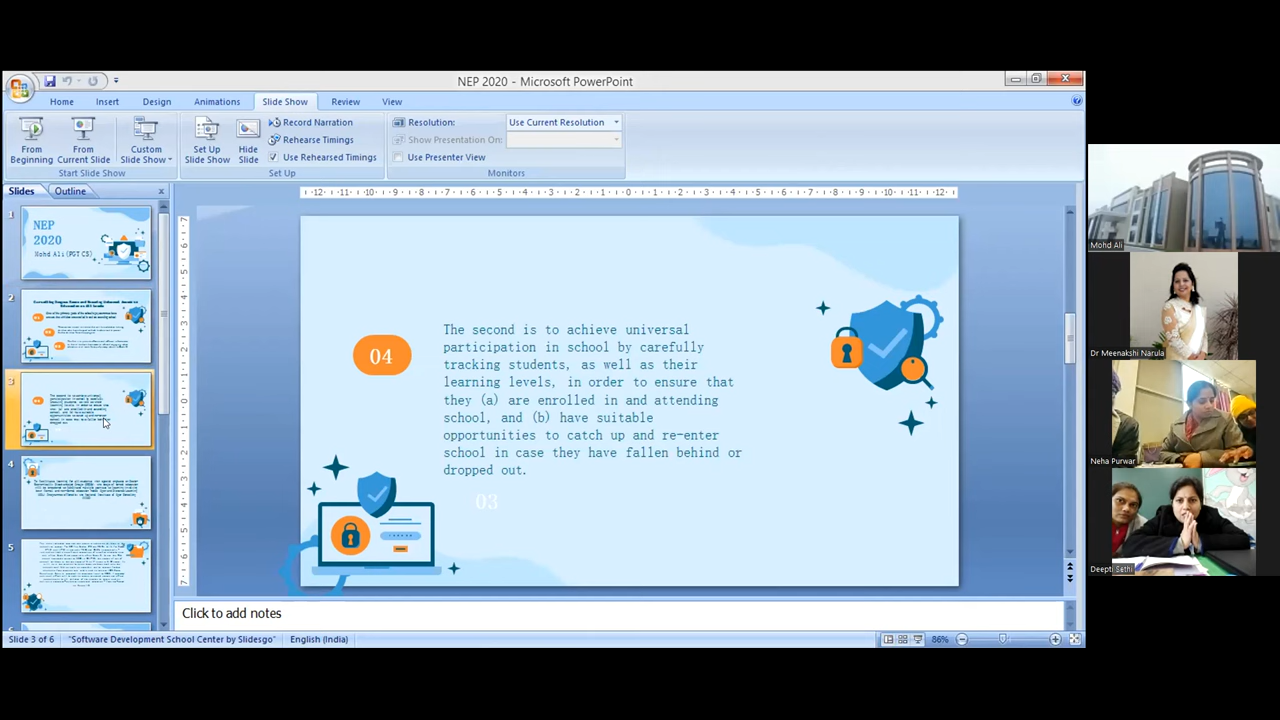 NEP 2020 - Microsoft PowerPoint
Home Insert Design Animations Slide Show Review View
From Beginning
From Current Slide
Custom Slide Show
Start Slide Show
Set Up Slide Show
Hide Slide
Record Narration
Rehearse Timings
Use Rehearsed Timings
Set Up
Resolution: Use Current Resolution
Show Presentation On:
Use Presenter View
Monitors
Slides Outline
1
NEP
2020
Mohd Ali (PGT CS)
2
3
4
5
04
The second is to achieve universal
participation in school by carefully
tracking students, as well as their
learning levels, in order to ensure that
they (a) are enrolled in and attending
school, and (b) have suitable
opportunities to catch up and re-enter
school in case they have fallen behind or
dropped out.
03
Click to add notes
Slide 3 of 6 "Software Development School Center by Slidesgo" English (India) 86%
Mohd Ali
Dr Meenakshi Narula
Neha Purwar
Deepti Sethi